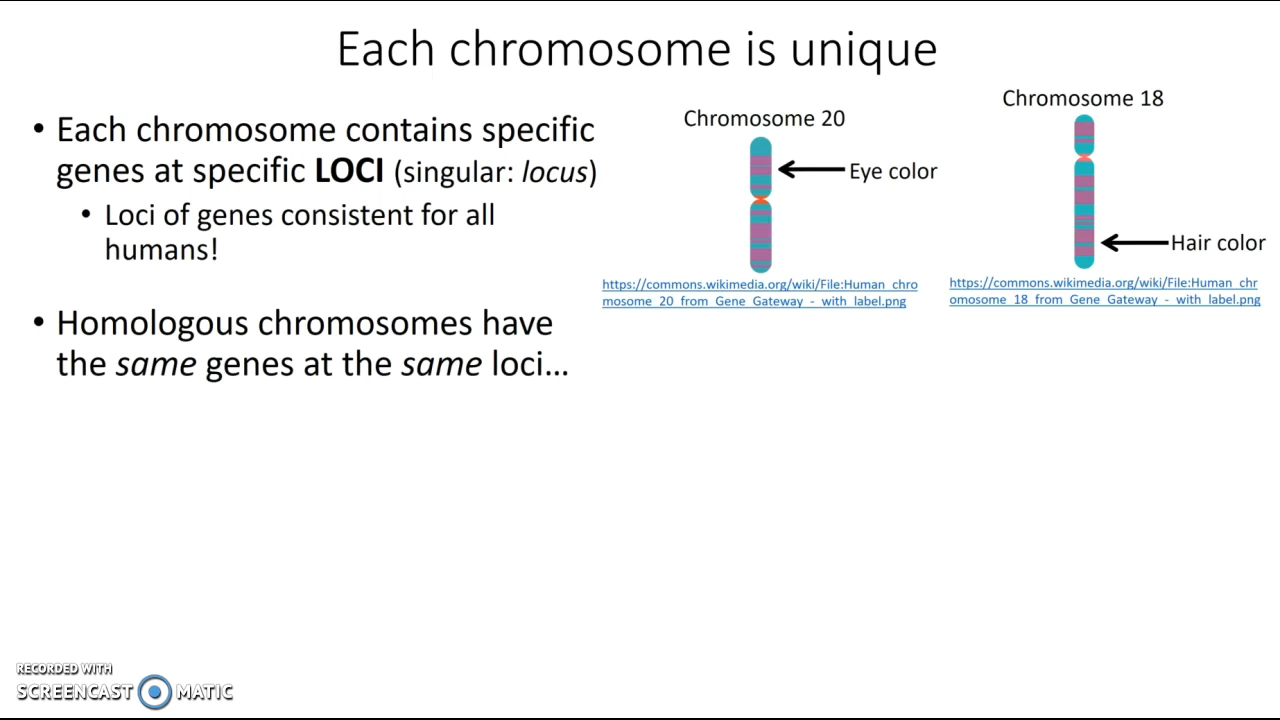 Each chromosome is unique
• Each chromosome contains specific
genes at specific LOCI (singular: locus)
• Loci of genes consistent for all
humans!
• Homologous chromosomes have
the same genes at the same loci...
Chromosome 20
Eye color
https://commons.wikimedia.org/wiki/File:Human_chro
mosome_20_from_Gene_Gateway_-_with_label.png
Chromosome 18
Hair color
https://commons.wikimedia.org/wiki/File:Human_chr
omosome_18_from_Gene_Gateway_-_with_label.png
RECORDED WITH
SCREENCAST MATIC